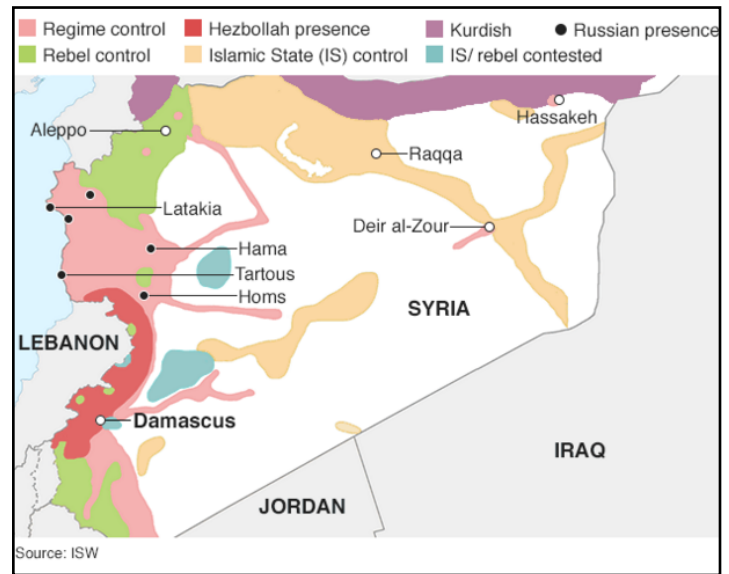 Regime control
Hezbollah presence
Kurdish
Russian presence
Rebel control
Islamic State (IS) control
IS/ rebel contested
Hassakeh
Aleppo
Raqqa
Latakia
Deir al-Zour
Hama
Tartous
Homs
SYRIA
LEBANON
Damascus
IRAQ
JORDAN
Source: ISW